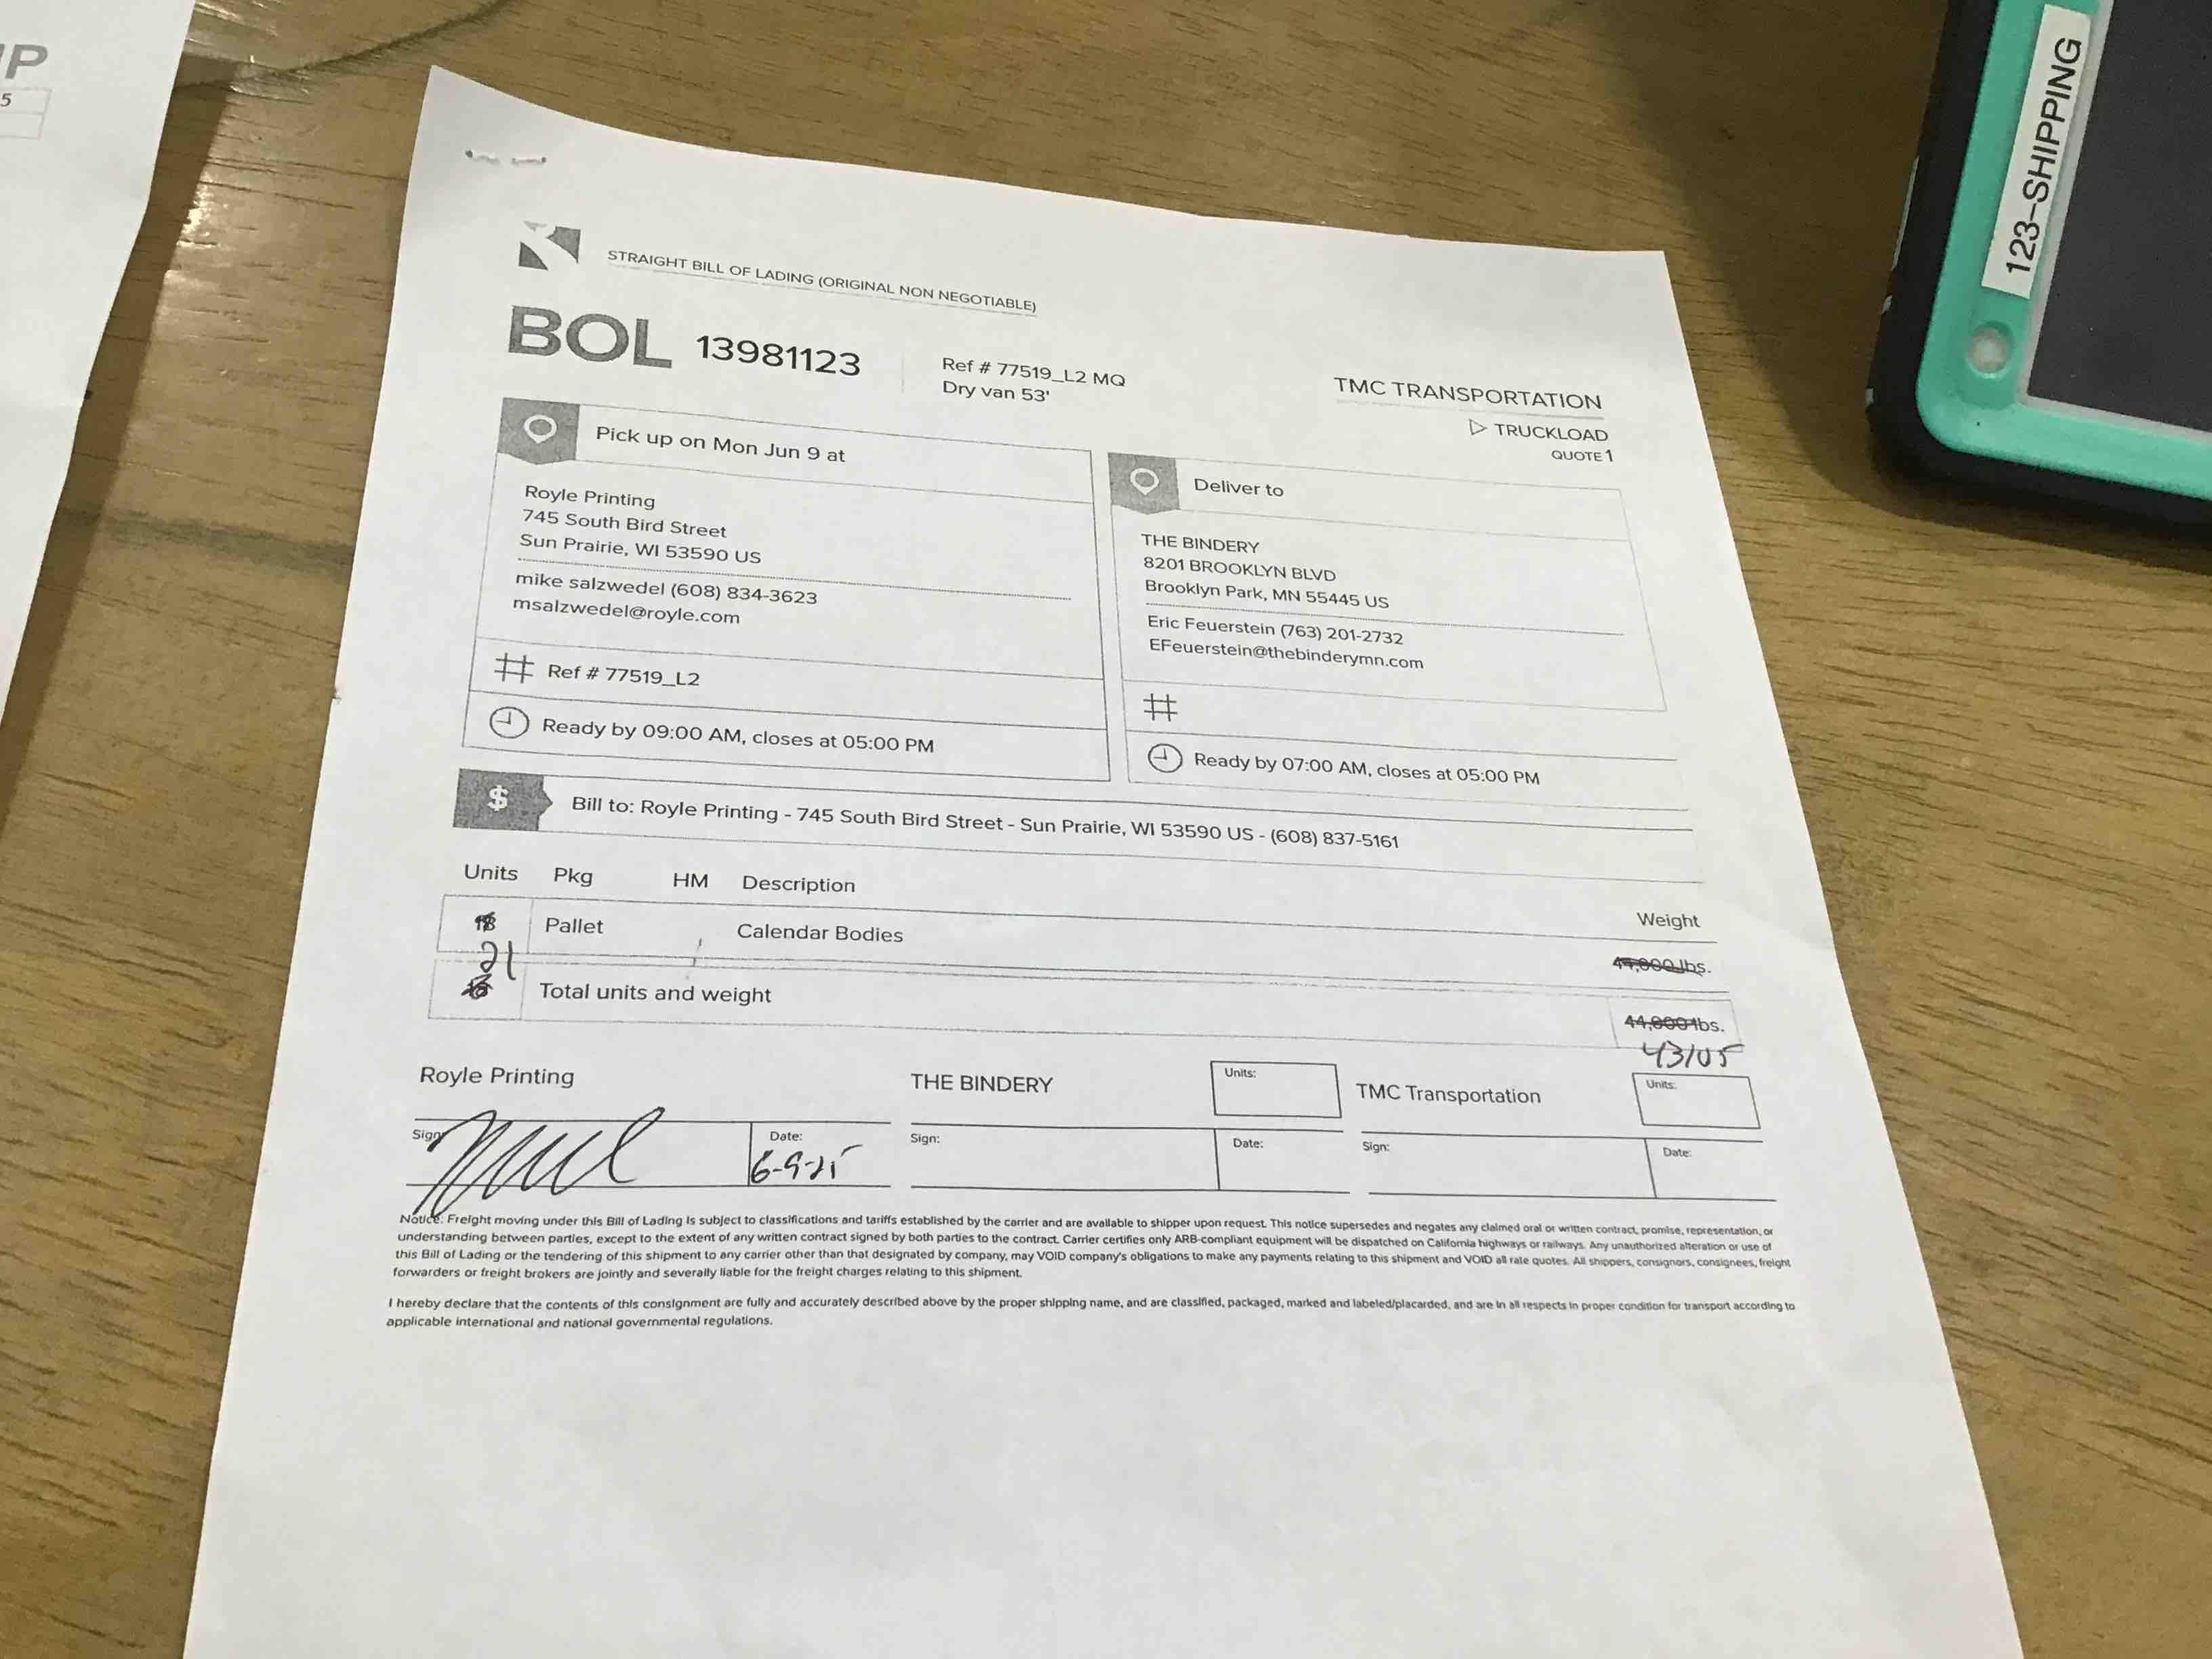 IP
5
123-SHIPPING
STRAIGHT BILL OF LADING (ORIGINAL NON NEGOTIABLE)
BOL 13981123
Ref # 77519_L2 MQ
Dry van 53'
TMC TRANSPORTATION
TRUCKLOAD
QUOTE 1
Pick up on Mon Jun 9 at
Royle Printing
745 South Bird Street
Sun Prairie, WI 53590 US
mike salzwedel (608) 834-3623
msalzwedel@royle.com
# Ref # 77519_L2
Ready by 09:00 AM, closes at 05:00 PM
Deliver to
THE BINDERY
8201 BROOKLYN BLVD
Brooklyn Park, MN 55445 US
Eric Feuerstein (763) 201-2732
EFeuerstein@thebinderymn.com
#
Ready by 07:00 AM, closes at 05:00 PM
$ Bill to: Royle Printing - 745 South Bird Street - Sun Prairie, WI 53590 US - (608) 837-5161
Units Pkg HM Description Weight
Pallet Calendar Bodies 44,000 lbs.
21
Total units and weight 44,000 lbs.
43105
Royle Printing
Sign:
Date:
6-9-25
THE BINDERY
Units:
Sign:
Date:
TMC Transportation
Units:
Sign:
Date:
Notice: Freight moving under this Bill of Lading is subject to classifications and tariffs established by the carrier and are available to shipper upon request. This notice supersedes and negates any claimed oral or written contract, promise, representation, or
understanding between parties, except to the extent of any written contract signed by both parties to the contract. Carrier certifies only ARB-compliant equipment will be dispatched on California highways or railways. Any unauthorized alteration or use of
this Bill of Lading or the tendering of this shipment to any carrier other than that designated by company, may VOID company's obligations to make any payments relating to this shipment and VOID all rate quotes. All shippers, consignors, consignees, freight
forwarders or freight brokers are jointly and severally liable for the freight charges relating to this shipment.
I hereby declare that the contents of this consignment are fully and accurately described above by the proper shipping name, and are classified, packaged, marked and labeled/placarded, and are in all respects in proper condition for transport according to
applicable international and national governmental regulations.